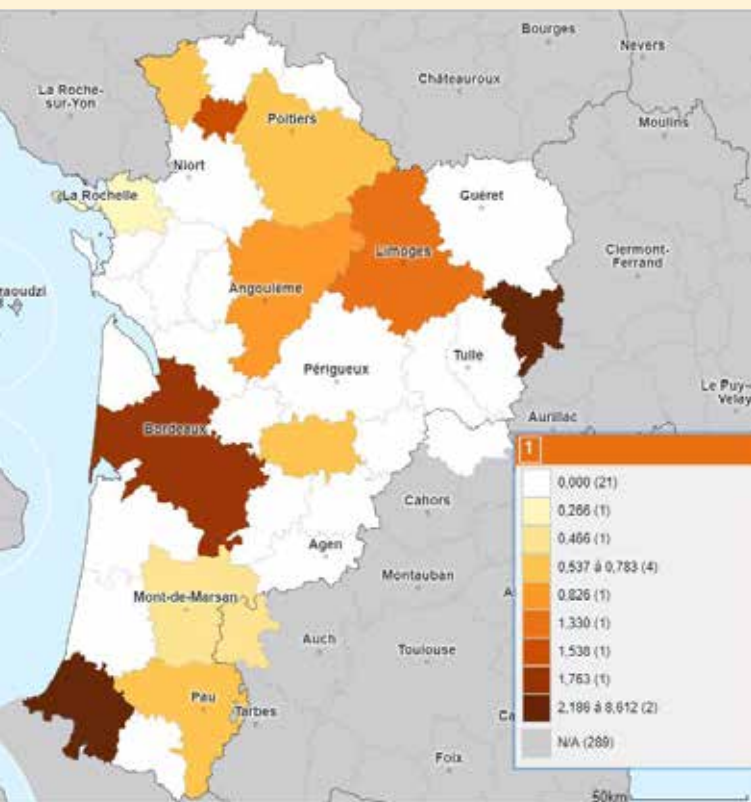 Bourges
Nevers
La Roche-
sur-Yon
Châteauroux
Moulins
Poitiers
Niort
La Rochelle
Guéret
Limoges
Clermont-
Ferrand
zaoudzi
Angoulême
Tulle
Périgueux
Le Puy-
Velay
Aurillac
Bordeaux
1
0,000 (21)
0,266 (1)
0,466 (1)
0,537 à 0,783 (4)
0,826 (1)
1,330 (1)
1,538 (1)
1,763 (1)
2,186 à 8,612 (2)
N/A (289)
Cahors
Agen
Montauban
A
Mont-de-Marsan
Auch
Toulouse
Pau
Tarbes
Ca
Foix
50km